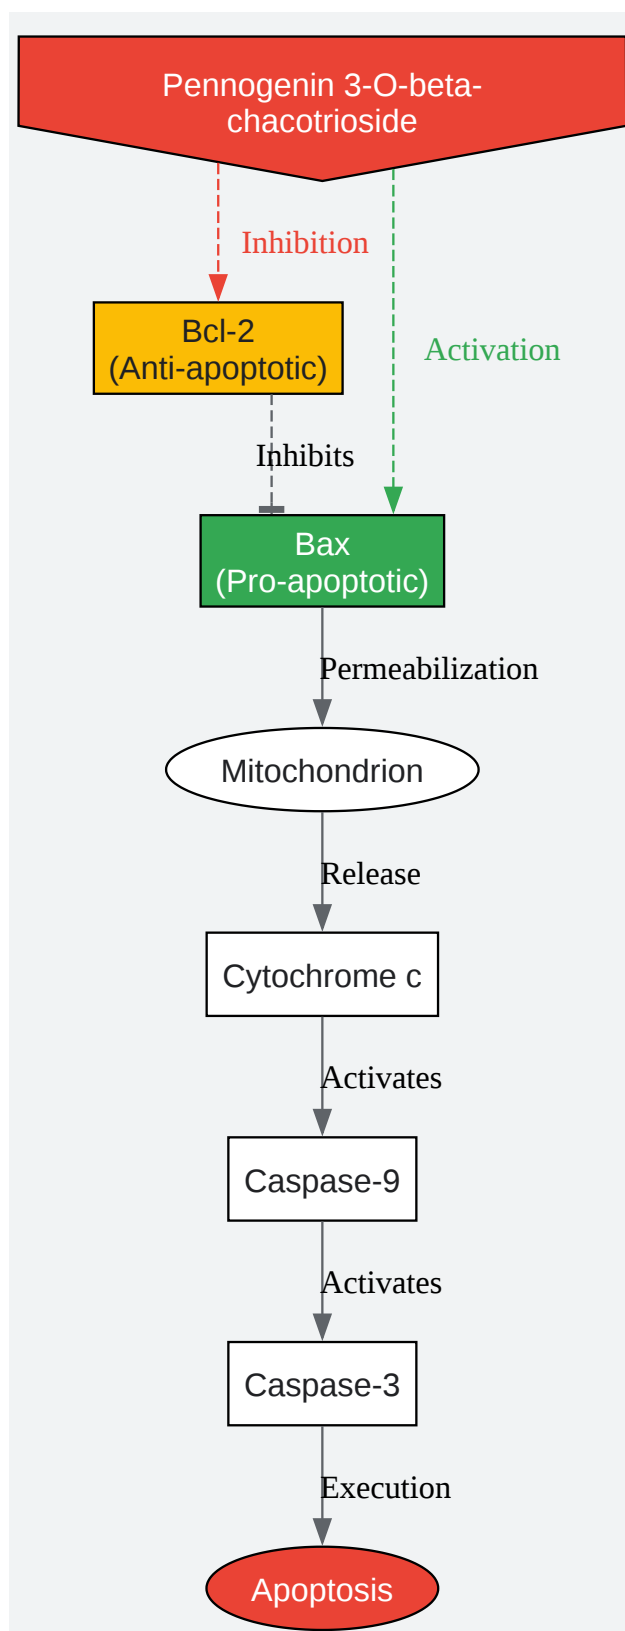 Pennogenin 3-O-beta-
chacotrioside
Inhibition
Bcl-2
(Anti-apoptotic)
Activation
Inhibits
Bax
(Pro-apoptotic)
Permeabilization
Mitochondrion
Release
Cytochrome c
Activates
Caspase-9
Activates
Caspase-3
Execution
Apoptosis